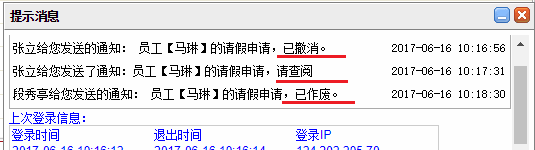 提示消息
张立给您发送的通知： 员工【马琳】的请假申请，已撤消。 2017-06-16 10:16:56
张立给您发送了通知：员工【马琳】的请假申请，请查阅 2017-06-16 10:17:31
段秀亭给您发送的通知： 员工【马琳】的请假申请，已作废。 2017-06-16 10:18:30
上次登录信息：
登录时间 退出时间 登录IP